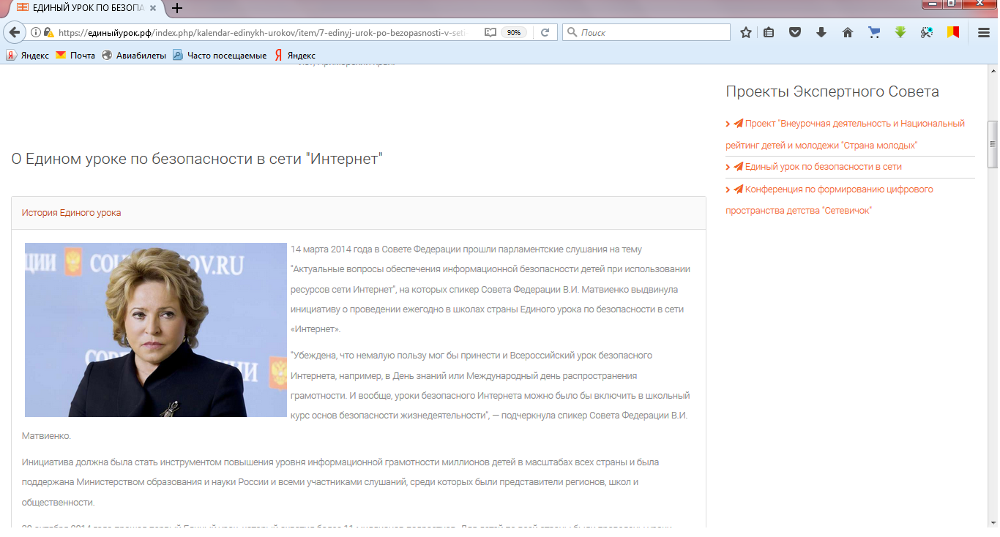 ЕДИНЫЙ УРОК ПО БЕЗОПА
https://единыйурок.рф/index.php/kalendar-edinykh-urokov/item/7-edinyj-urok-po-bezopasnosti-v-seti
90%
Поиск
Яндекс
Почта
Авиабилеты
Часто посещаемые
Яндекс
О Едином уроке по безопасности в сети "Интернет"
История Единого урока
ЦИИ
COU
OV.RU
СОВ
ИИ
14 марта 2014 года в Совете Федерации прошли парламентские слушания на тему
"Актуальные вопросы обеспечения информационной безопасности детей при использовании
ресурсов сети Интернет", на которых спикер Совета Федерации В.И. Матвиенко выдвинула
инициативу о проведении ежегодно в школах страны Единого урока по безопасности в сети
«Интернет».
"Убеждена, что немалую пользу мог бы принести и Всероссийский урок безопасного
Интернета, например, в День знаний или Международный день распространения
грамотности. И вообще, уроки безопасного Интернета можно было бы включить в школьный
курс основ безопасности жизнедеятельности", — подчеркнула спикер Совета Федерации В.И.
Матвиенко.
Инициатива должна была стать инструментом повышения уровня информационной грамотности миллионов детей в масштабах всех страны и была
поддержана Министерством образования и науки России и всеми участниками слушаний, среди которых были представители регионов, школ и
общественности.
Проекты Экспертного Совета
Проект "Внеурочная деятельность и Национальный
рейтинг детей и молодежи "Страна молодых"
Единый урок по безопасности в сети
Конференция по формированию цифрового
пространства детства "Сетевичок"